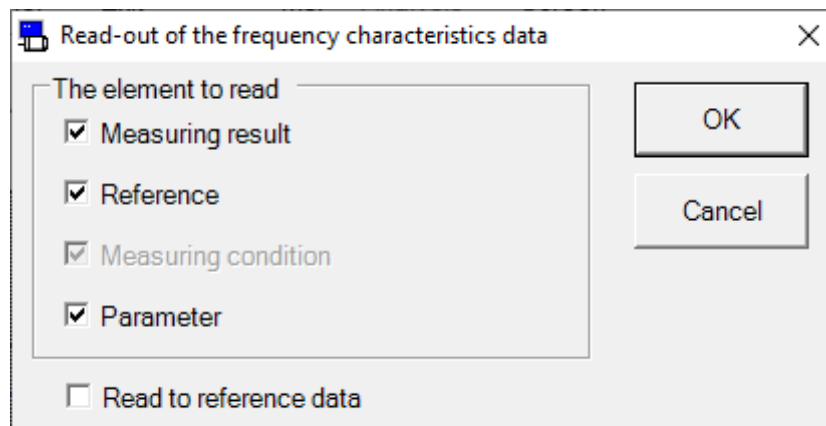 Read-out of the frequency characteristics data
The element to read
Measuring result
Reference
Measuring condition
Parameter
Read to reference data
OK
Cancel